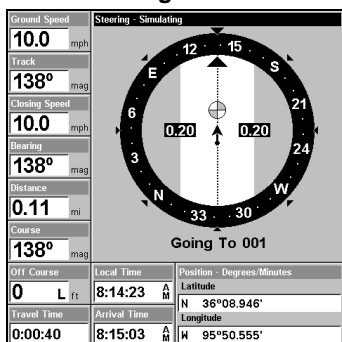 Ground Speed
10.0 mph
Track
138° mag
Closing Speed
10.0 mph
Bearing
138° mag
Distance
0.11 mi
Course
138° mag
Off Course
0 L ft
Travel Time
0:00:40
Steering - Simulating
12 15
E S
6 21
0.20 0.20
3 24
N W
33 30
Going To 001
Local Time
8:14:23 AM
Arrival Time
8:15:03 AM
Position - Degrees/Minutes
Latitude
N 36°08.946'
Longitude
W 95°50.555'